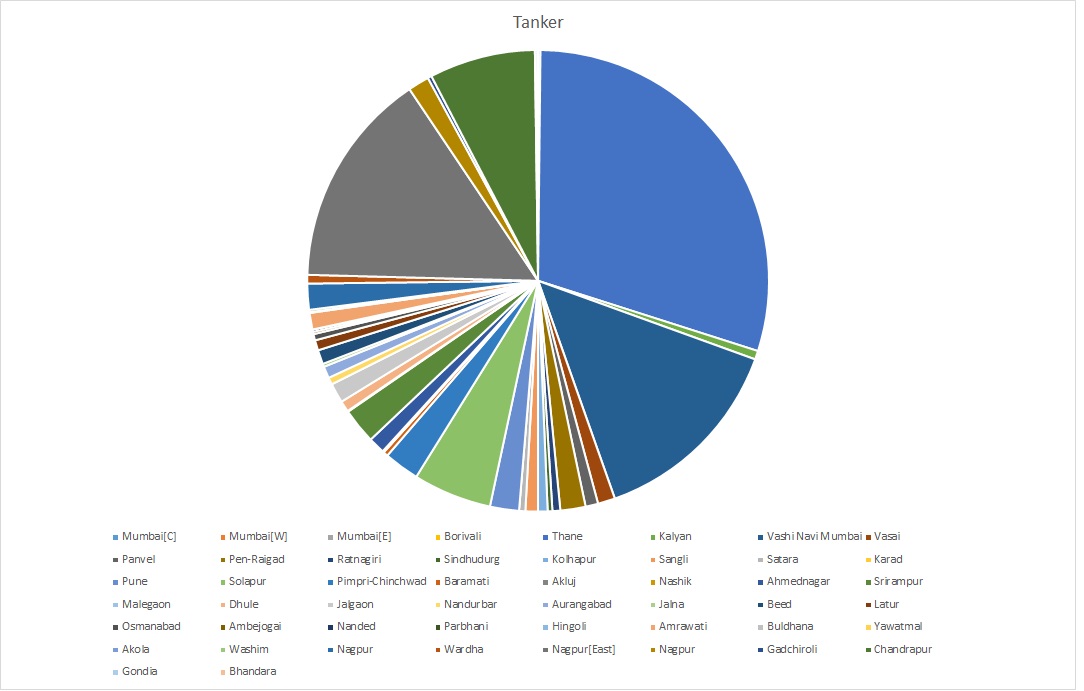 Tanker
Mumbai[C] Mumbai[W] Mumbai[E] Borivali Thane Kalyan Vashi Navi Mumbai Vasai
Panvel Pen-Raigad Ratnagiri Sindhudurg Kolhapur Sangli Satara Karad
Pune Solapur Pimpri-Chinchwad Baramati Akluj Nashik Ahmednagar Srirampur
Malegaon Dhule Jalgaon Nandurbar Aurangabad Jalna Beed Latur
Osmanabad Ambejogai Nanded Parbhani Hingoli Amrawati Buldhana Yawatmal
Akola Washim Nagpur Wardha Nagpur[East] Nagpur Gadchiroli Chandrapur
Gondia Bhandara